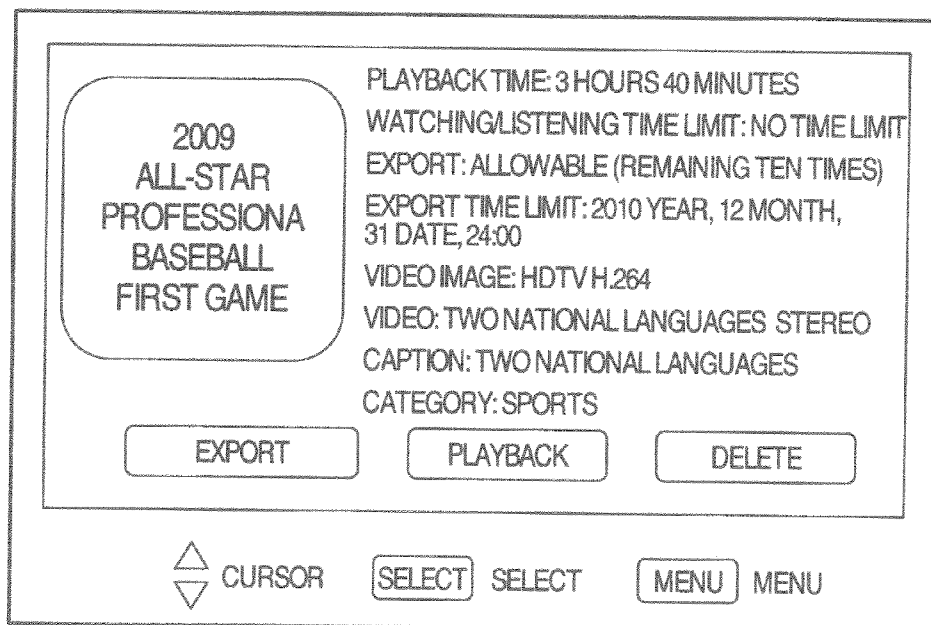 2009
ALL-STAR
PROFESSIONA
BASEBALL
FIRST GAME
PLAYBACK TIME: 3 HOURS 40 MINUTES
WATCHING/LISTENING TIME LIMIT: NO TIME LIMIT
EXPORT: ALLOWABLE (REMAINING TEN TIMES)
EXPORT TIME LIMIT: 2010 YEAR, 12 MONTH,
31 DATE, 24:00
VIDEO IMAGE: HDTV H.264
VIDEO: TWO NATIONAL LANGUAGES STEREO
CAPTION: TWO NATIONAL LANGUAGES
CATEGORY: SPORTS
EXPORT PLAYBACK DELETE
CURSOR SELECT SELECT MENU MENU